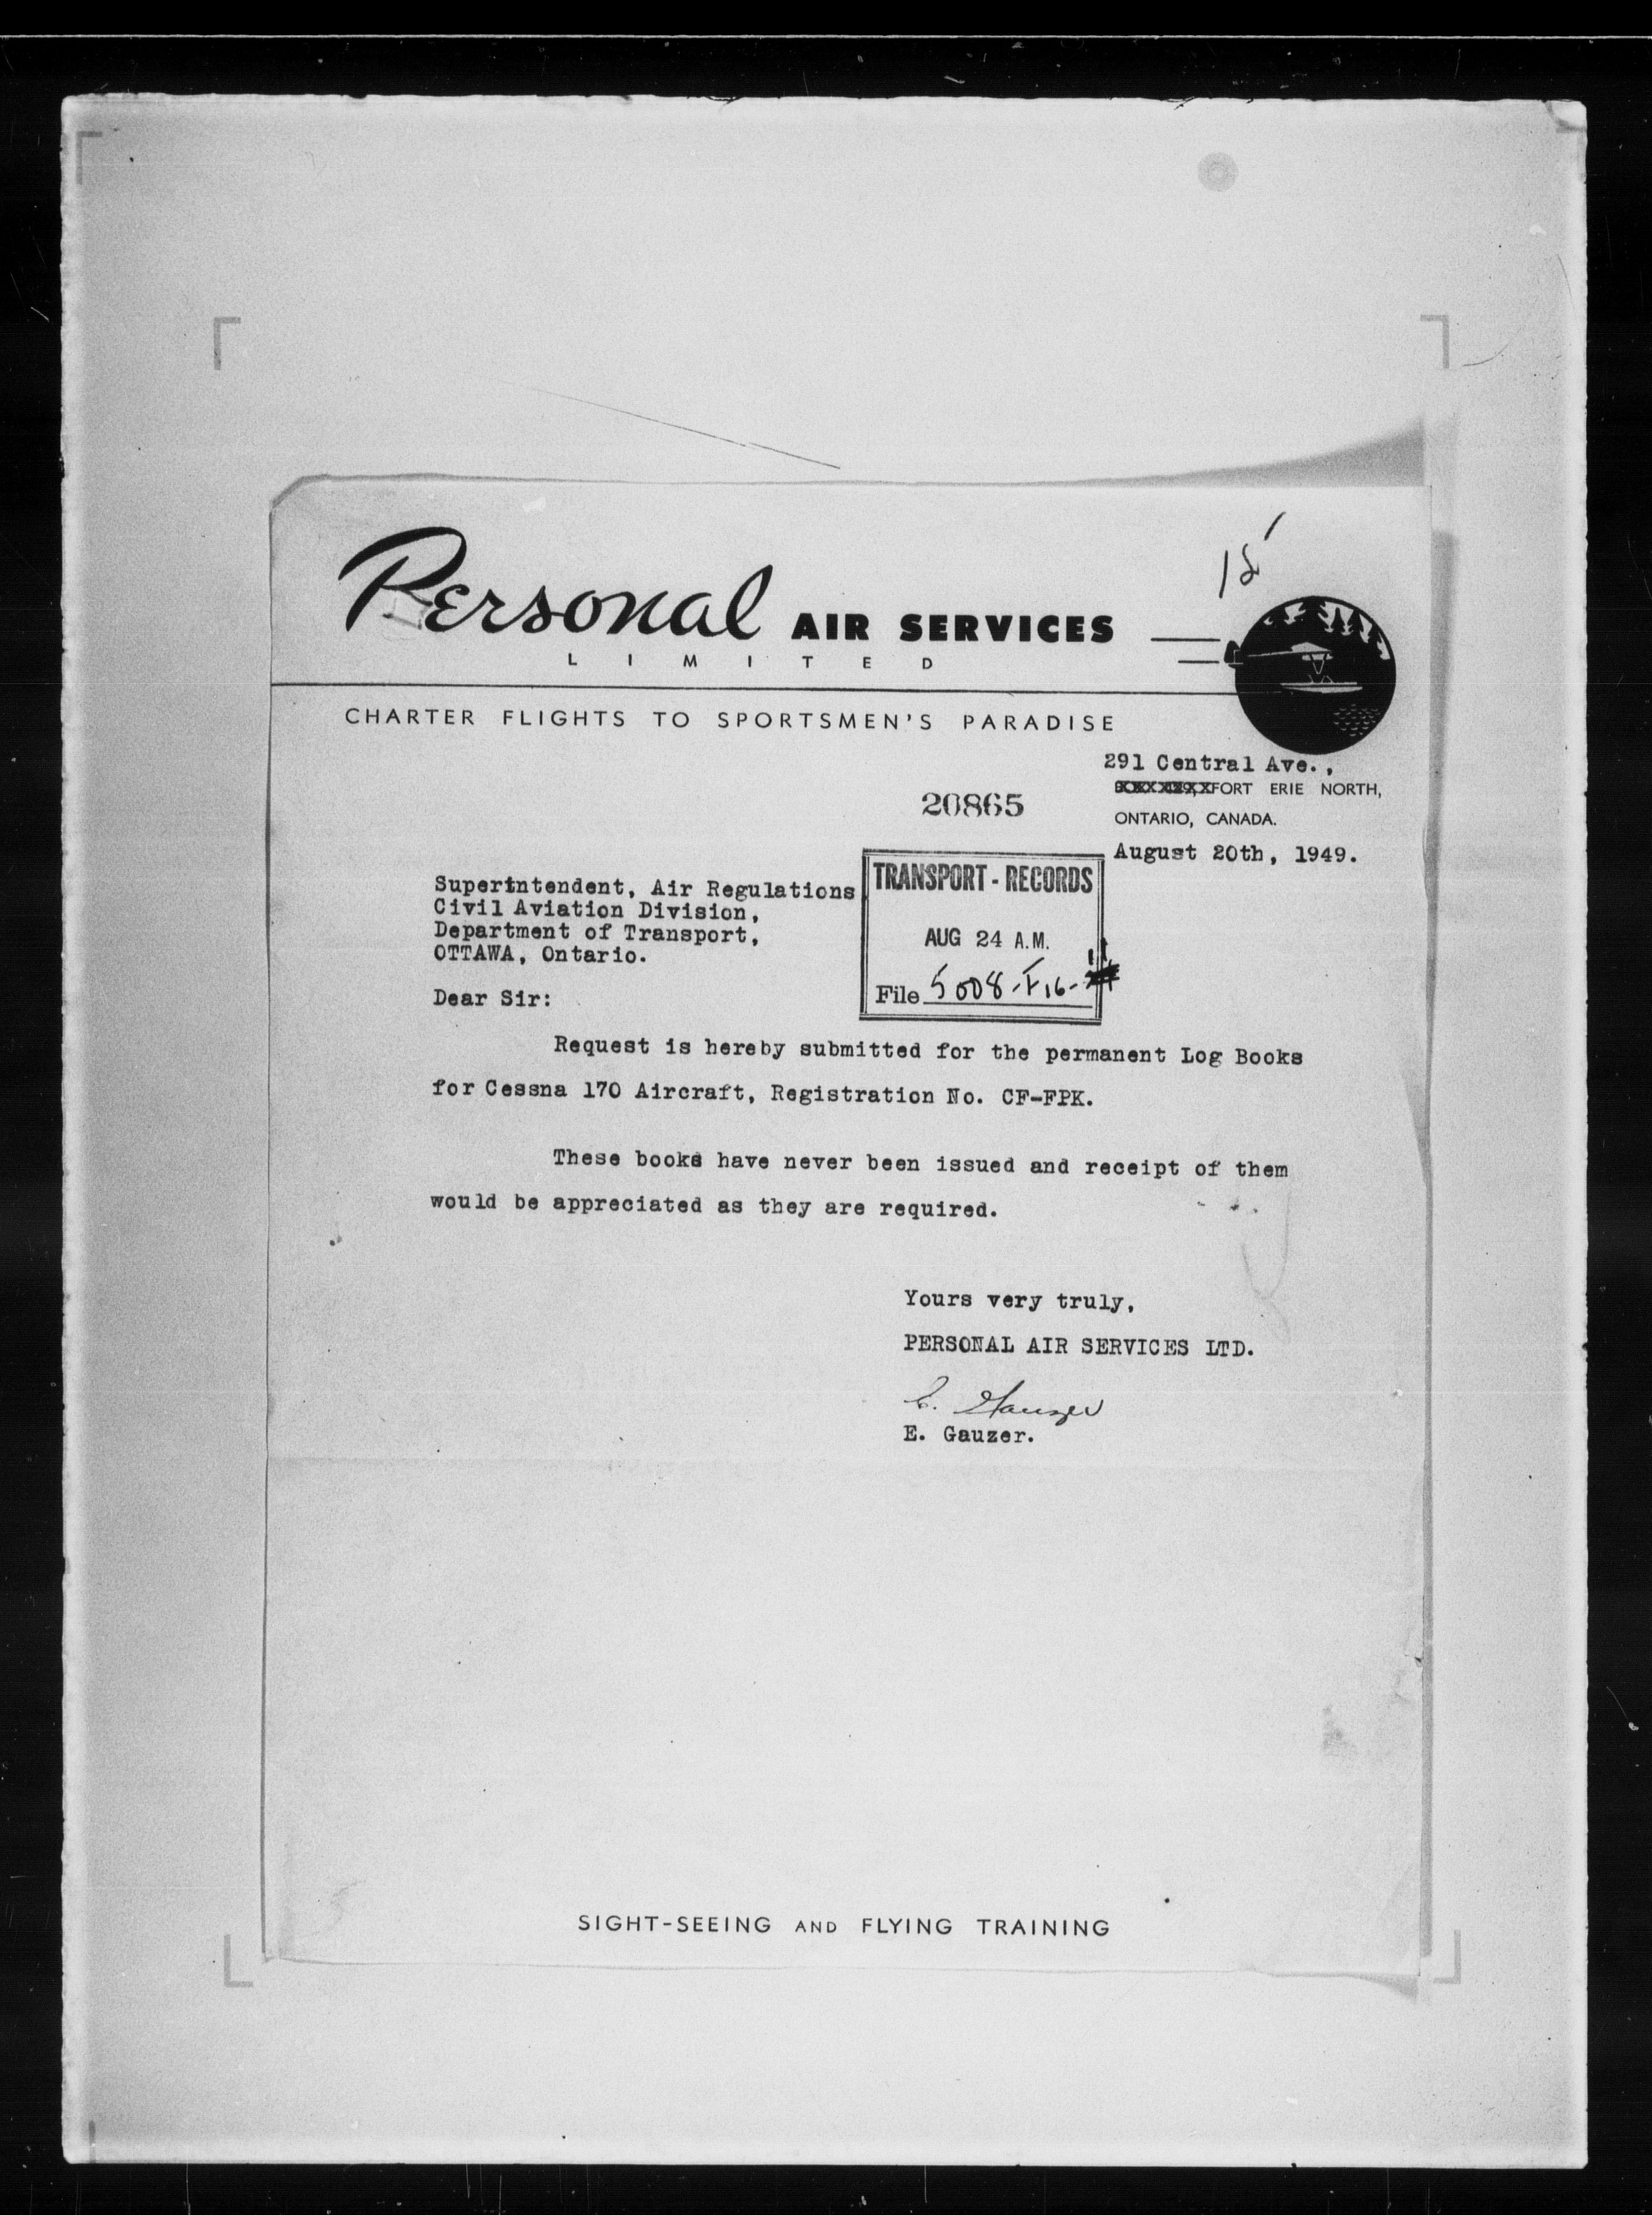 Personal AIR SERVICES
LIMITED
CHARTER FLIGHTS TO SPORTSMEN'S PARADISE
291 Central Ave.,
FORT ERIE NORTH,
ONTARIO, CANADA.
August 20th, 1949.
20865
TRANSPORT - RECORDS
AUG 24 A.M.
File 5008-F16-
Superintendent, Air Regulations
Civil Aviation Division,
Department of Transport,
OTTAWA, Ontario.
Dear Sir:
Request is hereby submitted for the permanent Log Books
for Cessna 170 Aircraft, Registration No. CF-FPK.
These books have never been issued and receipt of them
would be appreciated as they are required.
Yours very truly,
PERSONAL AIR SERVICES LTD.
E. Gauzer
E. Gauzer.
SIGHT-SEEING AND FLYING TRAINING